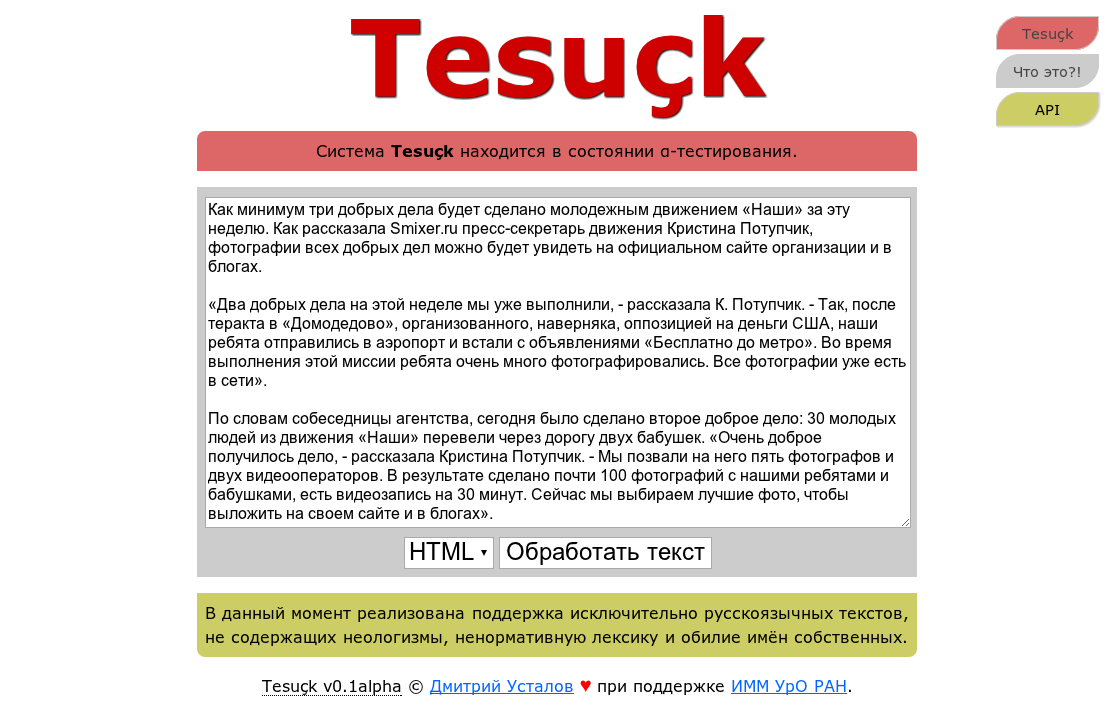 Tesuçk
Tesuçk
Что это?!
API
Система Tesuçk находится в состоянии α-тестирования.
Как минимум три добрых дела будет сделано молодежным движением «Наши» за эту
неделю. Как рассказала Smixer.ru пресс-секретарь движения Кристина Потупчик,
фотографии всех добрых дел можно будет увидеть на официальном сайте организации и в
блогах.
«Два добрых дела на этой неделе мы уже выполнили, - рассказала К. Потупчик. - Так, после
теракта в «Домодедово», организованного, наверняка, оппозицией на деньги США, наши
ребята отправились в аэропорт и встали с объявлениями «Бесплатно до метро». Во время
выполнения этой миссии ребята очень много фотографировались. Все фотографии уже есть
в сети».
По словам собеседницы агентства, сегодня было сделано второе доброе дело: 30 молодых
людей из движения «Наши» перевели через дорогу двух бабушек. «Очень доброе
получилось дело, - рассказала Кристина Потупчик. - Мы позвали на него пять фотографов и
двух видеооператоров. В результате сделано почти 100 фотографий с нашими ребятами и
бабушками, есть видеозапись на 30 минут. Сейчас мы выбираем лучшие фото, чтобы
выложить на своем сайте и в блогах».
HTML ▾ Обработать текст
В данный момент реализована поддержка исключительно русскоязычных текстов,
не содержащих неологизмы, ненормативную лексику и обилие имён собственных.
Tesuçk v0.1alpha © Дмитрий Усталов ♥ при поддержке ИММ УрО РАН.